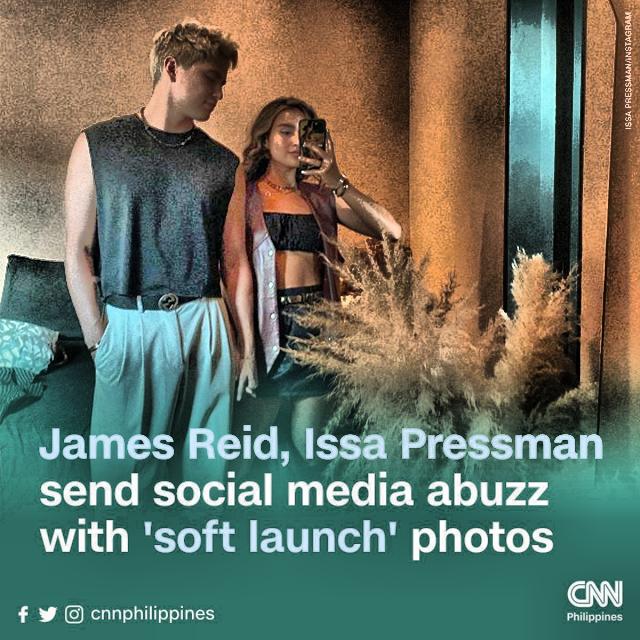 ISSA PRESSMAN/INSTAGRAM
James Reid, Issa Pressman
send social media abuzz
with 'soft launch' photos
cnnphilippines
CNN
Philippines